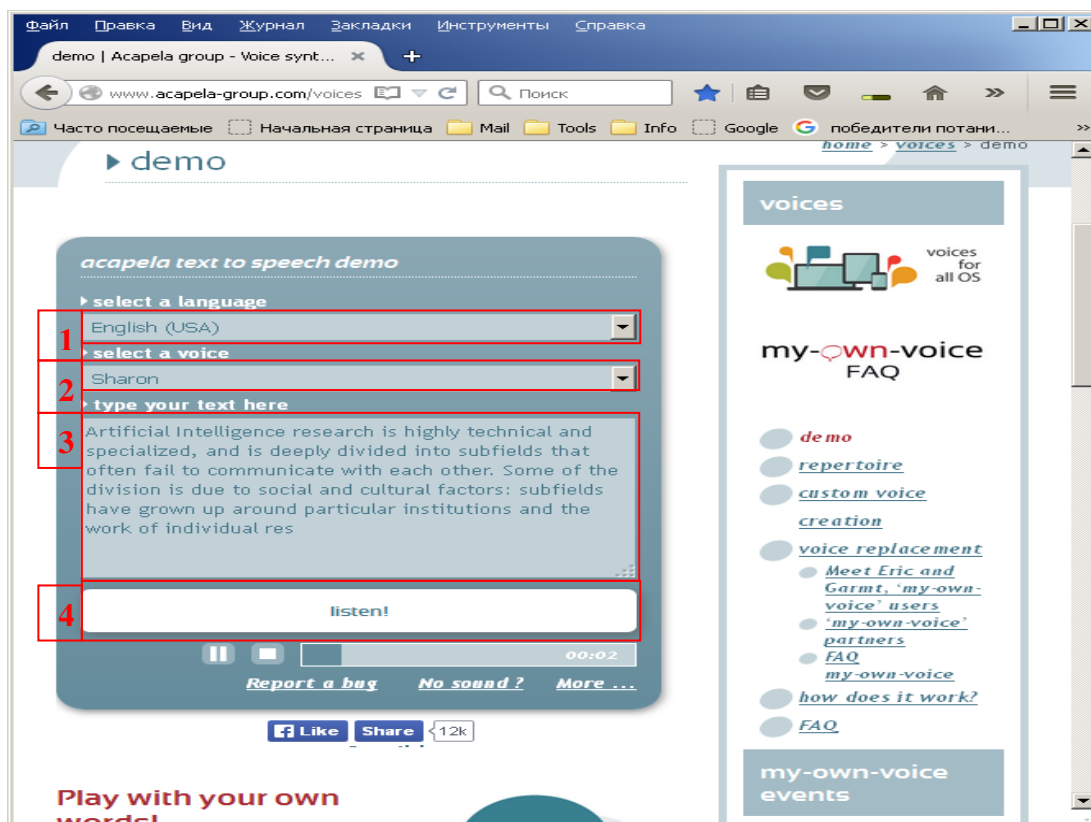 Файл Правка Вид Журнал Закладки Инструменты Справка
demo | Acapela group - Voice synt...
www.acapela-group.com/voices Поиск
Часто посещаемые Начальная страница Mail Tools Info Google победители потани...
home > voices > demo
demo
acapela text to speech demo
select a language
1 English (USA)
select a voice
2 Sharon
type your text here
3 Artificial Intelligence research is highly technical and
specialized, and is deeply divided into subfields that
often fail to communicate with each other. Some of the
division is due to social and cultural factors: subfields
have grown up around particular institutions and the
work of individual res
4 listen!
00:02
Report a bug No sound ? More ...
Like Share 12k
Play with your own
words!
voices
voices
for
all OS
my-own-voice
FAQ
demo
repertoire
custom voice
creation
voice replacement
Meet Eric and
Garmt, 'my-own-
voice' users
'my-own-voice'
partners
FAQ
my-own-voice
how does it work?
FAQ
my-own-voice
events